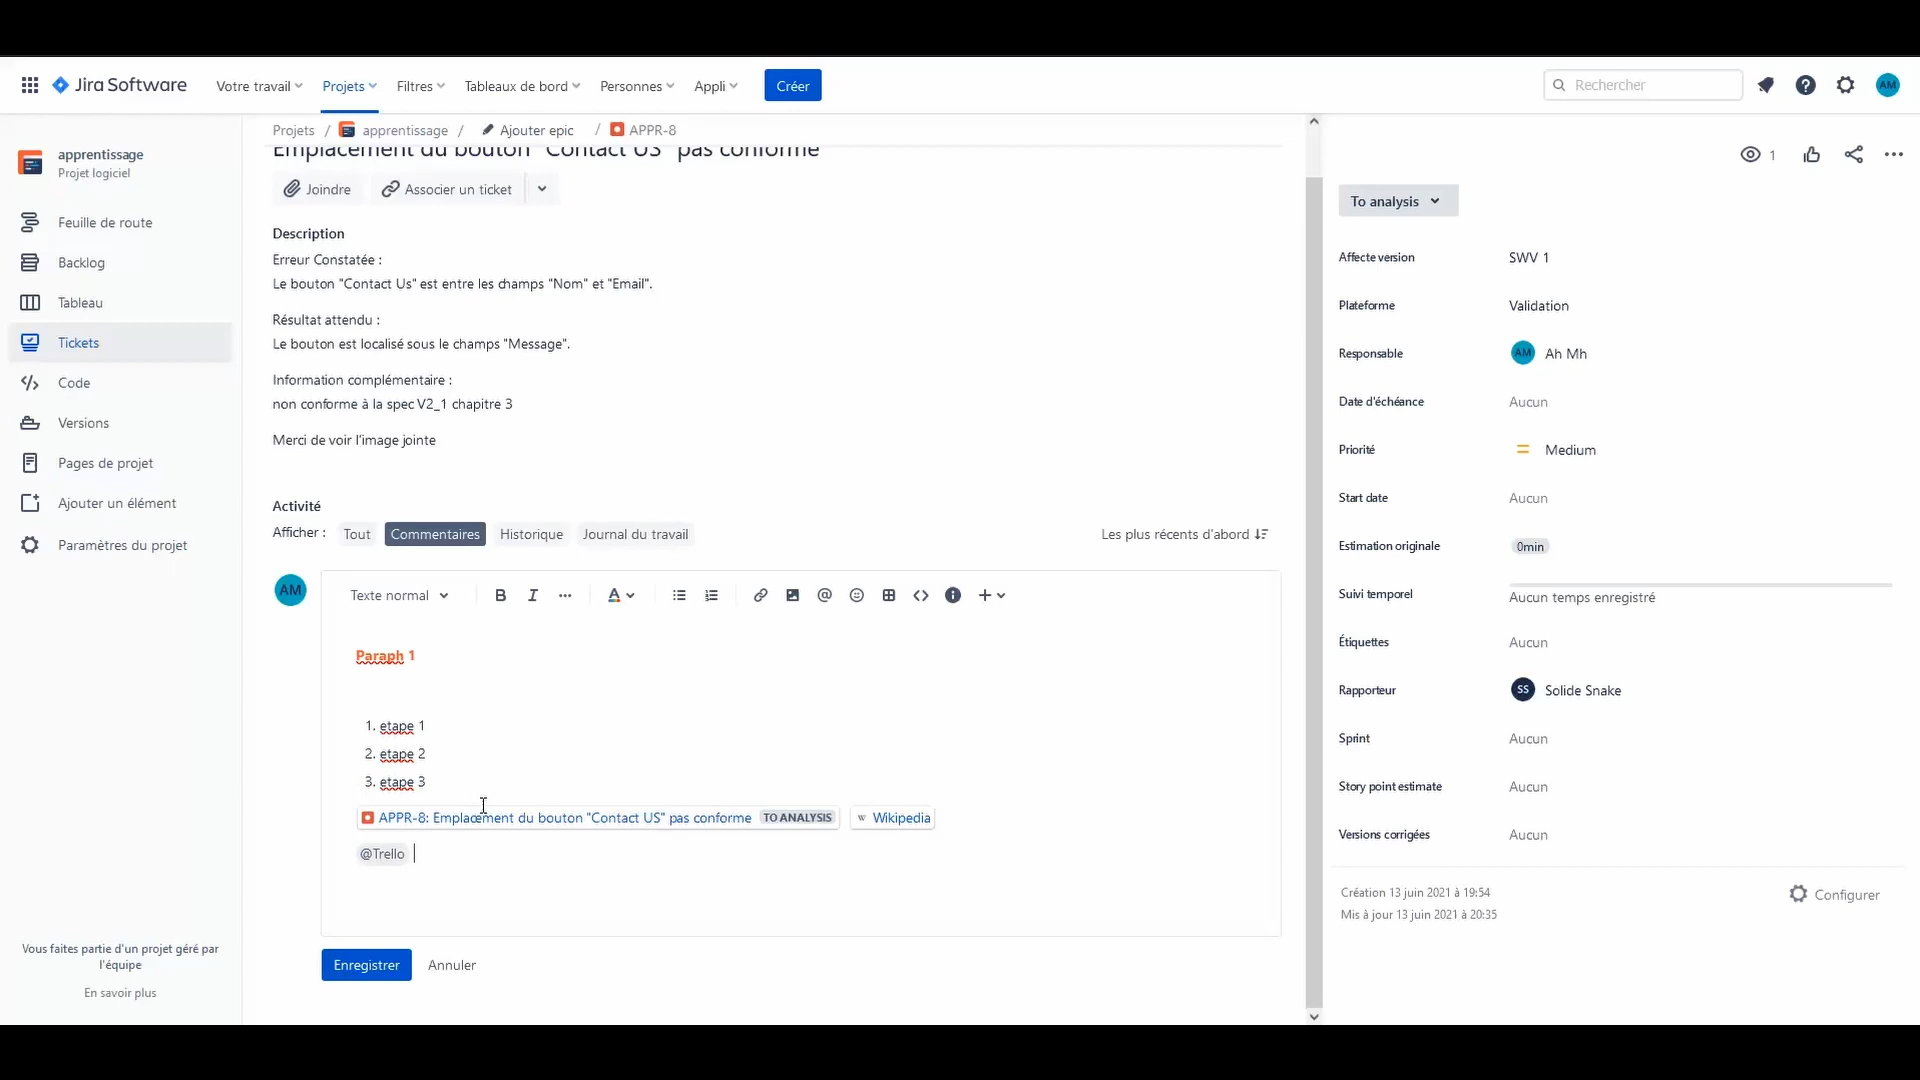 Jira Software
Votre travail
Projets
Filtres
Tableaux de bord
Personnes
Appli
Créer
Rechercher
AM
apprentissage
Projet logiciel
Feuille de route
Backlog
Tableau
Tickets
Code
Versions
Pages de projet
Ajouter un élément
Paramètres du projet
Vous faites partie d'un projet géré par
l'équipe
En savoir plus
Projets / apprentissage / Ajouter epic / APPR-8
Emplacement du bouton "Contact US" pas conforme
Joindre
Associer un ticket
Description
Erreur Constatée :
Le bouton "Contact Us" est entre les champs "Nom" et "Email".
Résultat attendu :
Le bouton est localisé sous le champs "Message".
Information complémentaire :
non conforme à la spec V2_1 chapitre 3
Merci de voir l'image jointe
Activité
Afficher : Tout Commentaires Historique Journal du travail
Les plus récents d'abord
AM
Texte normal B I ... A
Paraph 1
1. etape 1
2. etape 2
3. etape 3
APPR-8: Emplacement du bouton "Contact US" pas conforme TO ANALYSIS W Wikipedia
@Trello
Enregistrer
Annuler
1
To analysis
Affecte version SWV 1
Plateforme Validation
Responsable AM Ah Mh
Date d'échéance Aucun
Priorité Medium
Start date Aucun
Estimation originale 0min
Suivi temporel Aucun temps enregistré
Étiquettes Aucun
Rapporteur SS Solide Snake
Sprint Aucun
Story point estimate Aucun
Versions corrigées Aucun
Création 13 juin 2021 à 19:54
Mis à jour 13 juin 2021 à 20:35
Configurer